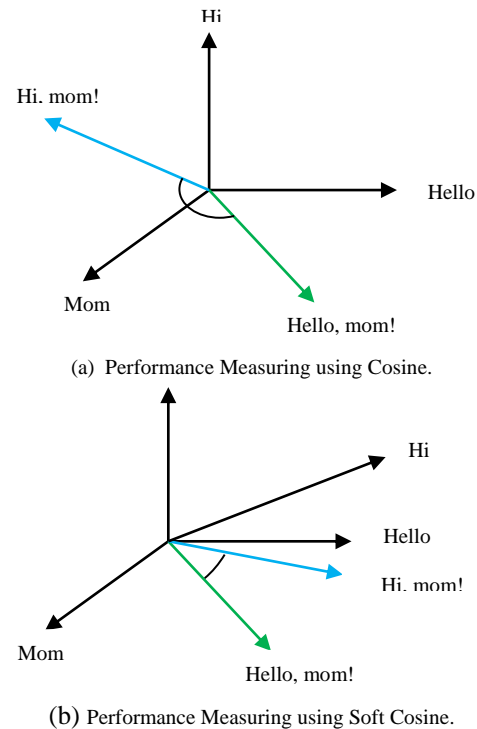 Hi
Hi, mom!
Hello
Mom
Hello, mom!
(a) Performance Measuring using Cosine.
Hi
Hello
Hi, mom!
Mom
Hello, mom!
(b) Performance Measuring using Soft Cosine.